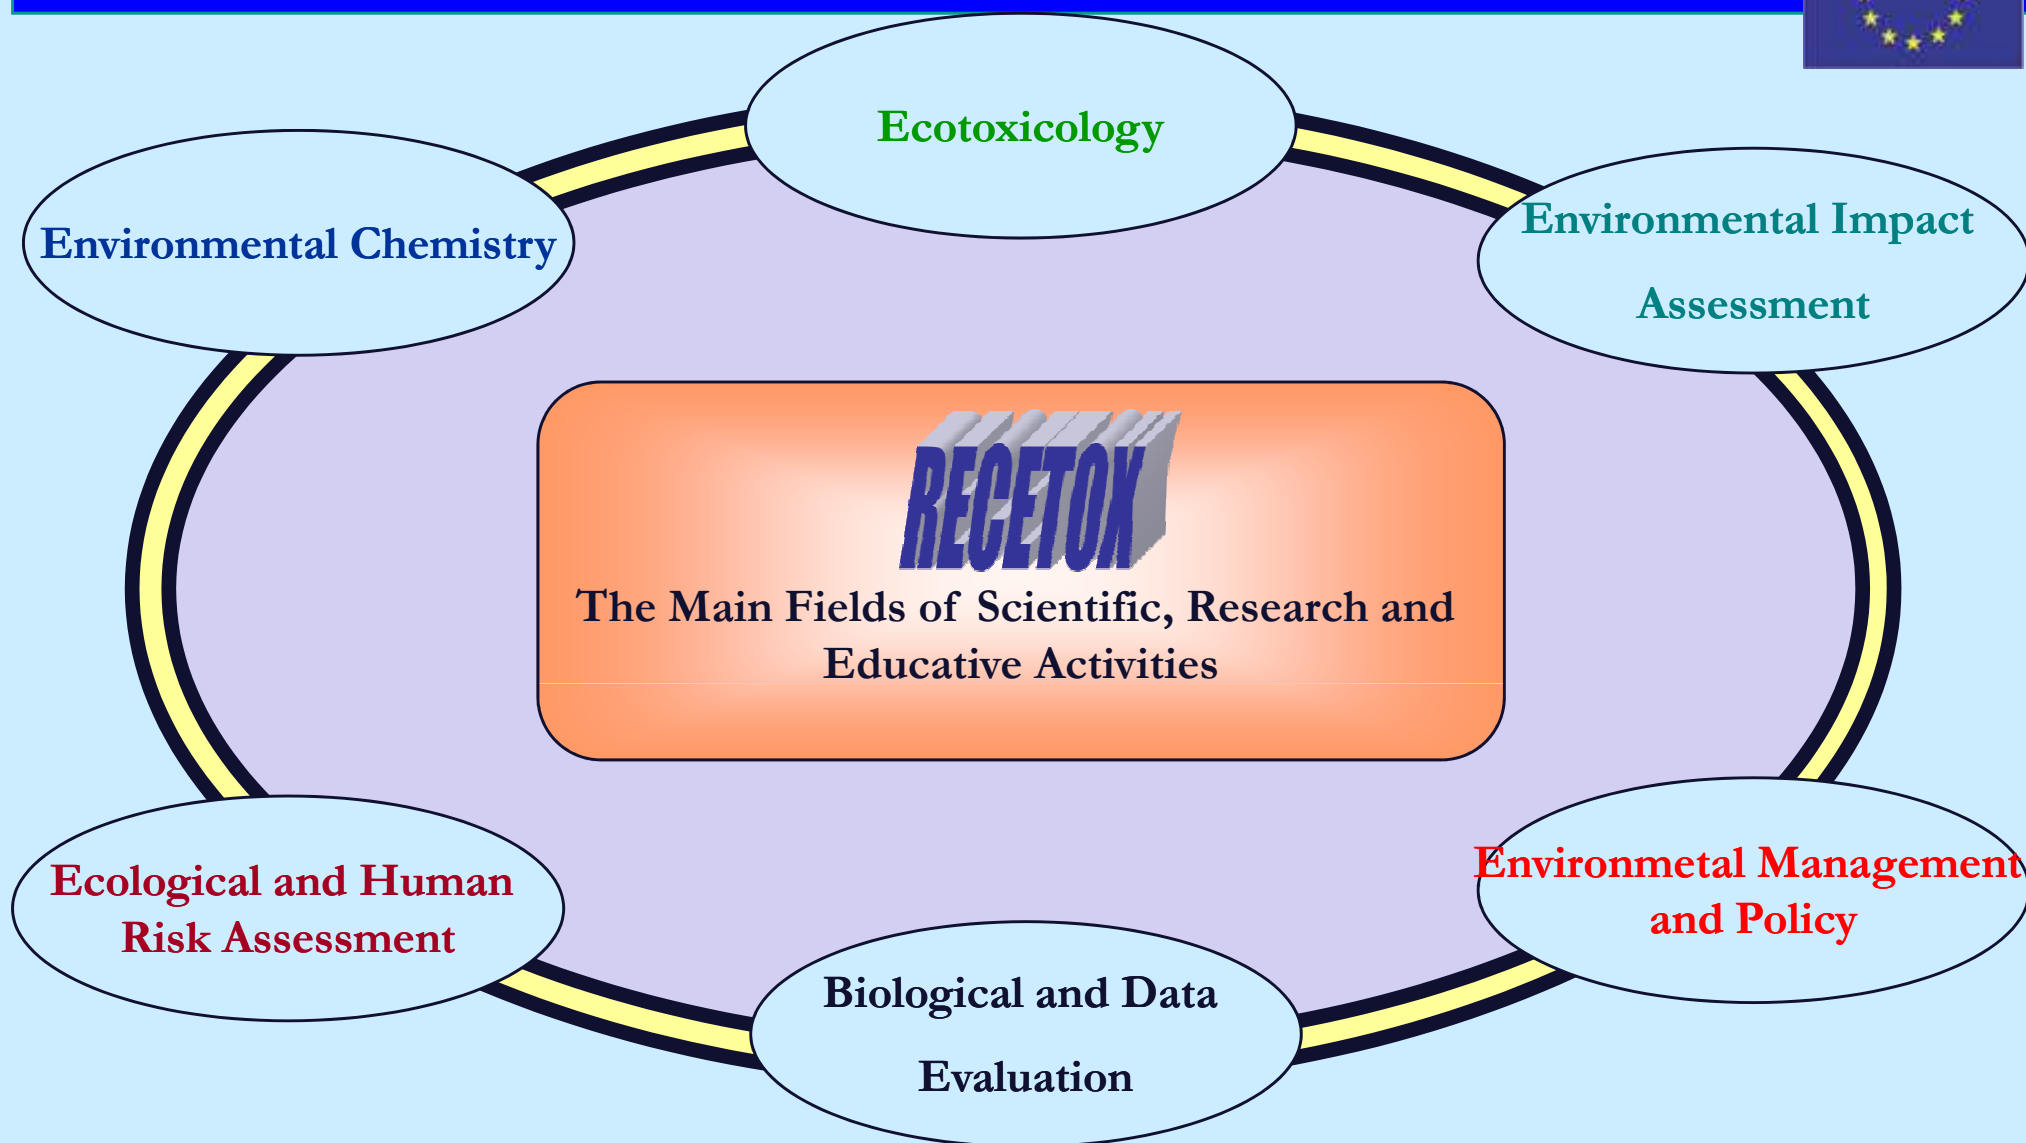 Ecotoxicology
Environmental Chemistry
Environmental Impact
Assessment
RECETOX
The Main Fields of Scientific, Research and
Educative Activities
Ecological and Human
Risk Assessment
Environmetal Management
and Policy
Biological and Data
Evaluation